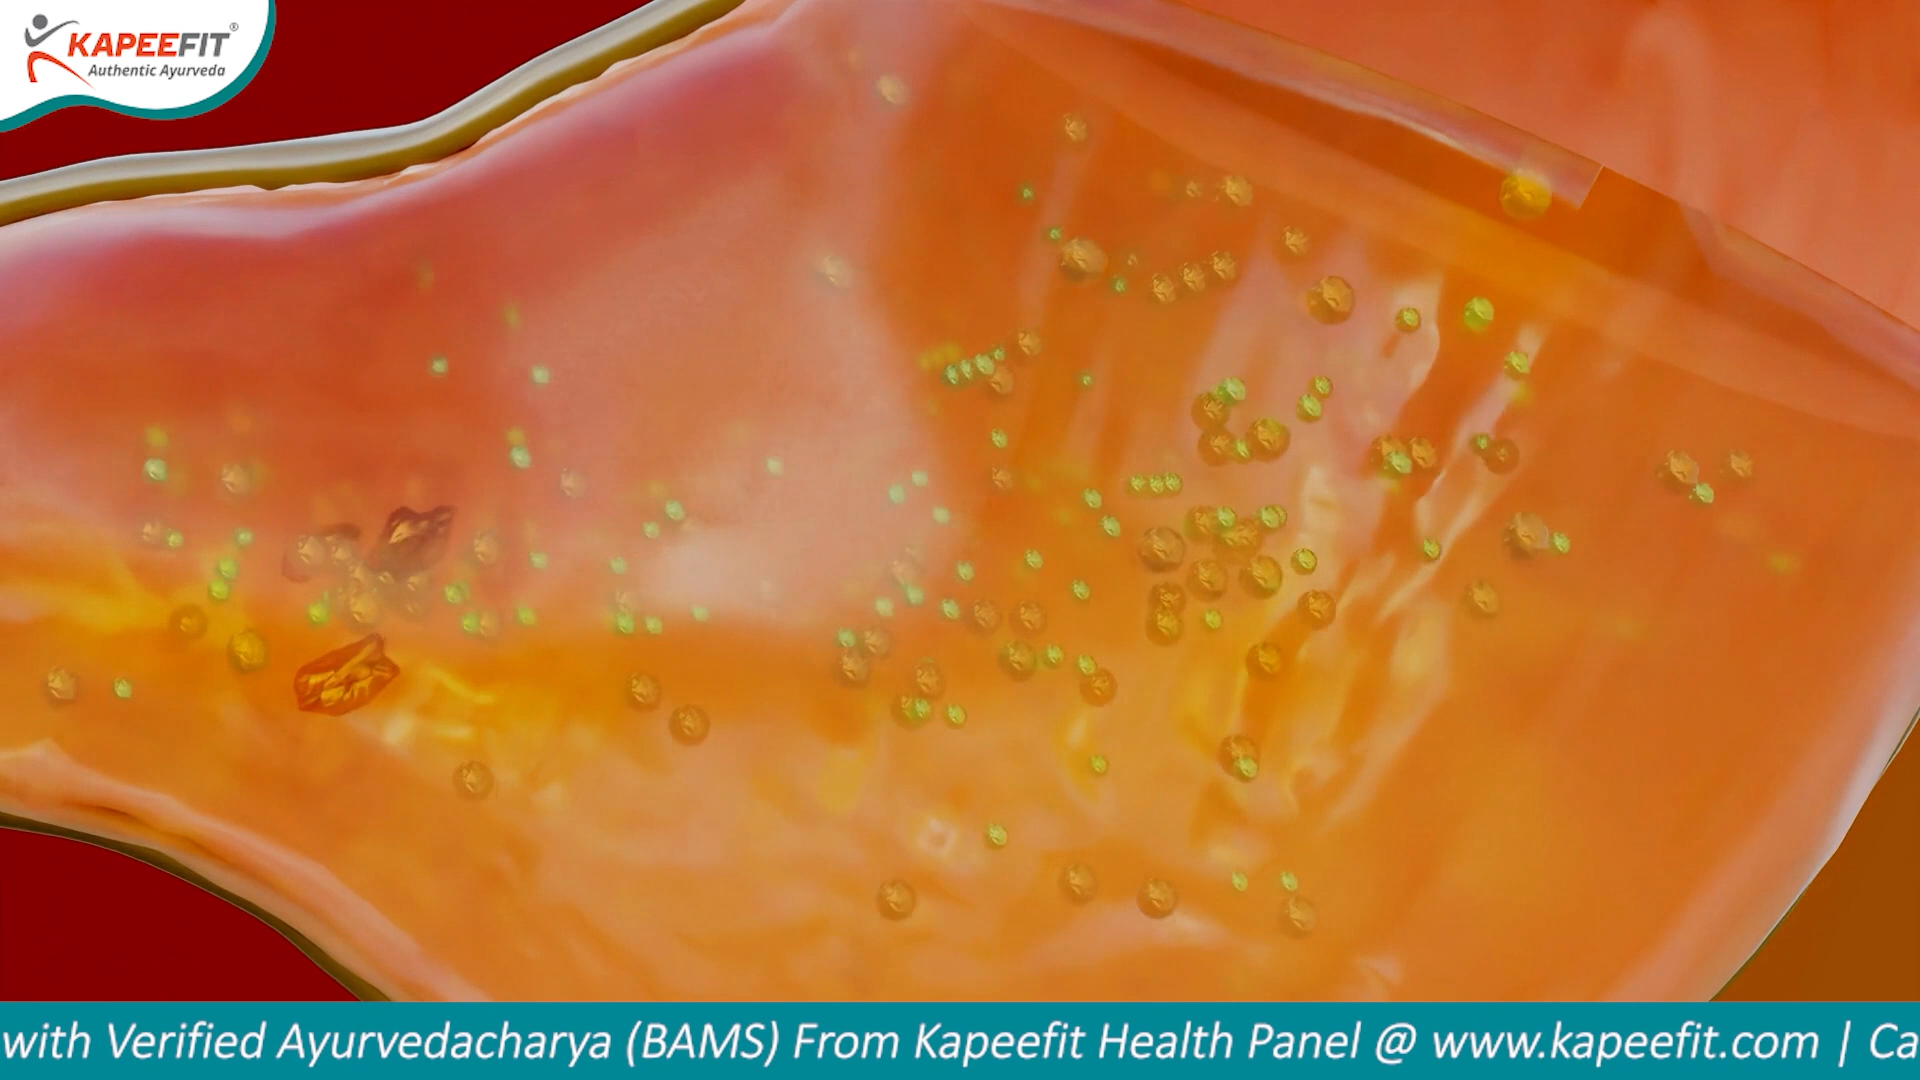 KAPEEFIT®
Authentic Ayurveda
with Verified Ayurvedacharya (BAMS) From Kapeefit Health Panel @ www.kapeefit.com | Ca